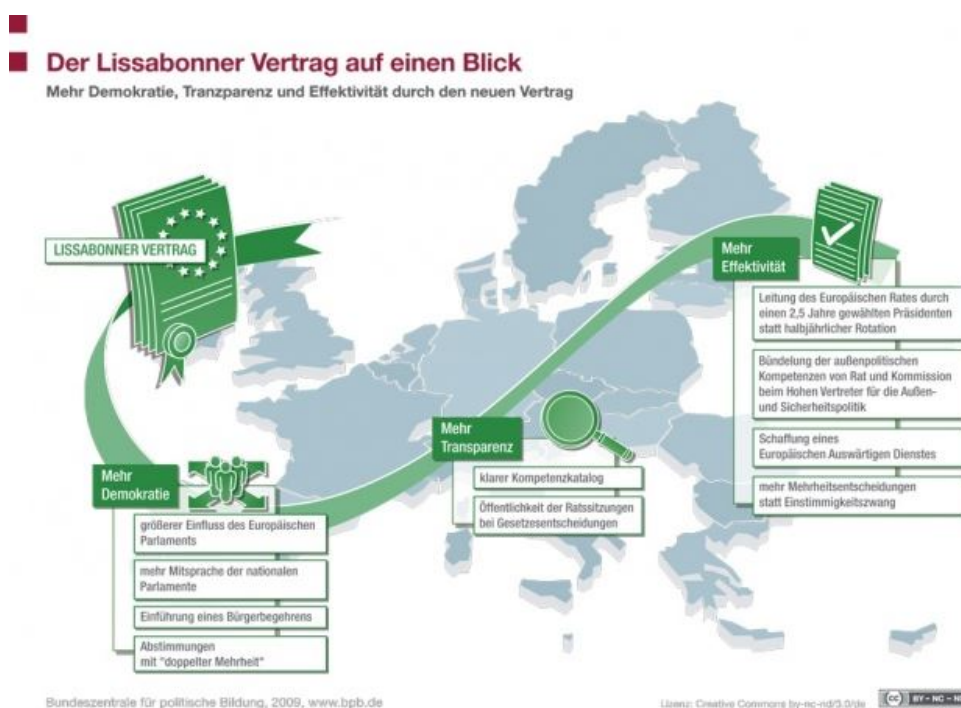 Der Lissabonner Vertrag auf einen Blick
Mehr Demokratie, Tranzparenz und Effektivität durch den neuen Vertrag
LISSABONNER VERTRAG
Mehr
Demokratie
größerer Einfluss des Europäischen
Parlaments
mehr Mitsprache der nationalen
Parlamente
Einführung eines Bürgerbegehrens
Abstimmungen
mit "doppelter Mehrheit"
Mehr
Transparenz
klarer Kompetenzkatalog
Öffentlichkeit der Ratssitzungen
bei Gesetzesentscheidungen
Mehr
Effektivität
Leitung des Europäischen Rates durch
einen 2,5 Jahre gewählten Präsidenten
statt halbjährlicher Rotation
Bündelung der außenpolitischen
Kompetenzen von Rat und Kommission
beim Hohen Vertreter für die Außen-
und Sicherheitspolitik
Schaffung eines
Europäischen Auswärtigen Dienstes
mehr Mehrheitsentscheidungen
statt Einstimmigkeitszwang
Bundeszentrale für politische Bildung, 2009, www.bpb.de
Lizenz: Creative Commons by-nc-nd/3.0/de
cc BY - NC - ND